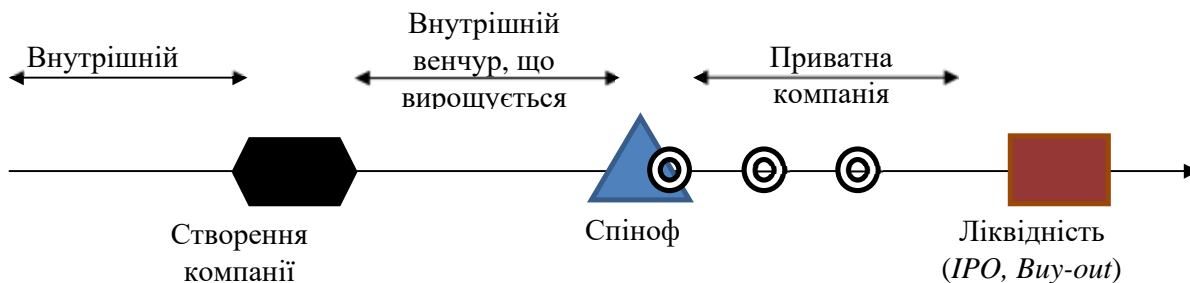 Внутрішній
Внутрішній
венчур, що
вирощується
Приватна
компанія
Створення
компанії
Спіноф
Ліквідність
(IPO, Buy-out)